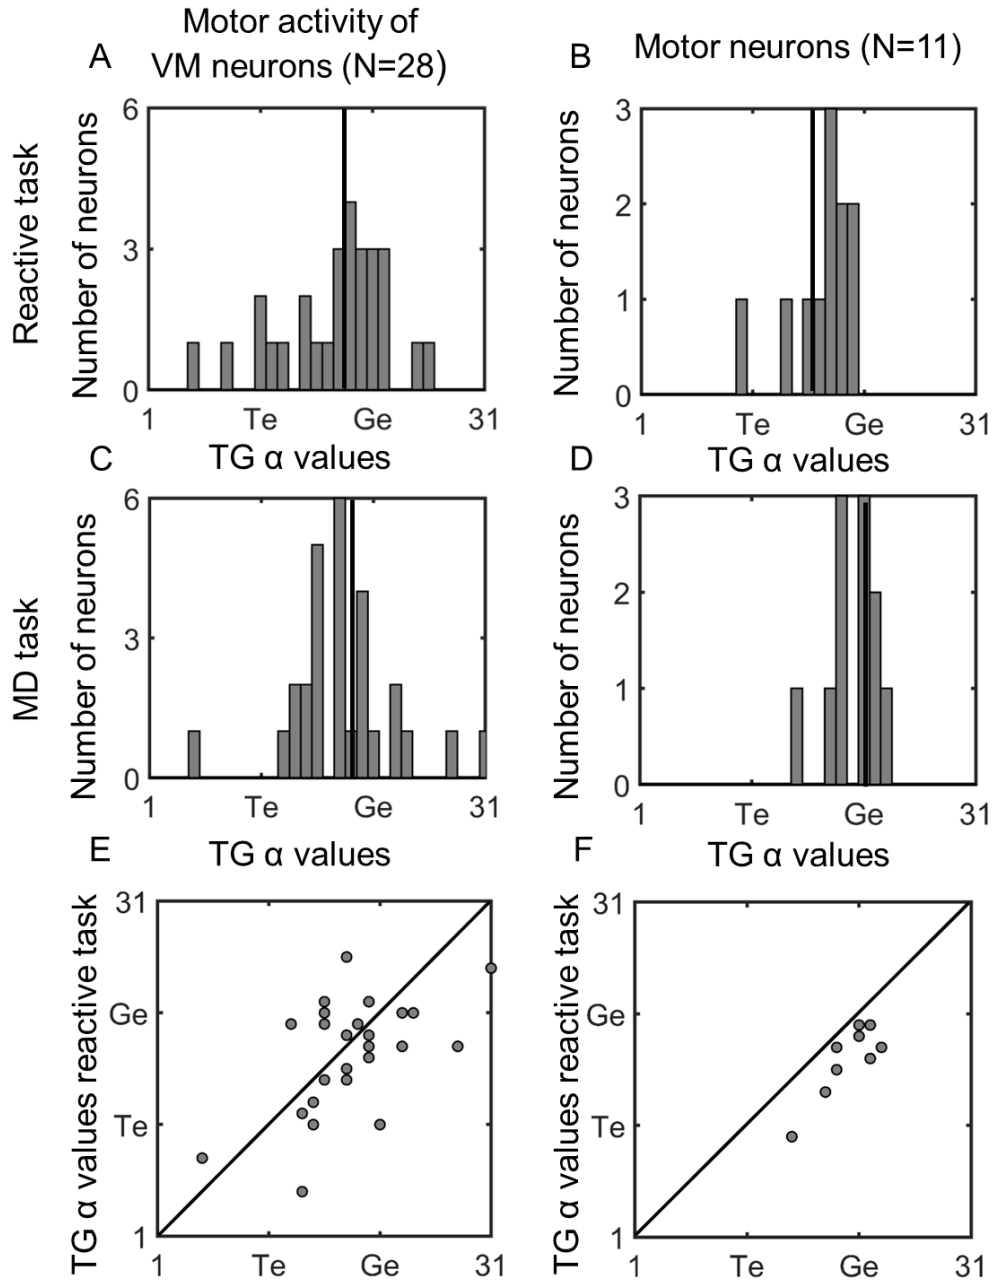 Motor activity of
VM neurons (N=28)
Motor neurons (N=11)
A
B
Reactive task
Number of neurons
6
3
0
1
Te
Ge
31
TG α values
Number of neurons
3
2
1
0
1
Te
Ge
31
TG α values
C
D
MD task
Number of neurons
6
3
0
1
Te
Ge
31
TG α values
Number of neurons
3
2
1
0
1
Te
Ge
31
TG α values
E
F
TG α values reactive task
31
Ge
Te
1
1
Te
Ge
31
TG α values reactive task
31
Ge
Te
1
1
Te
Ge
31